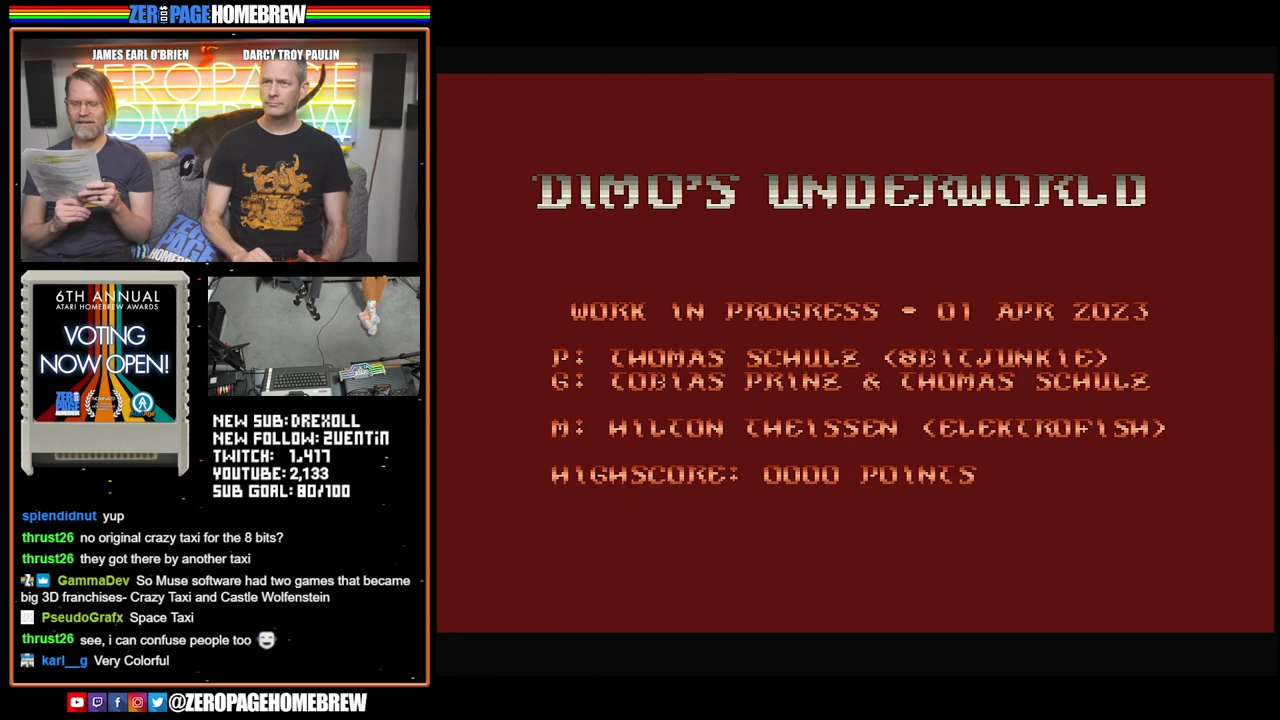 ZEROPAGE HOMEBREW
JAMES EARL O'BRIEN
DARCY TROY PAULIN
ZEROPAGE
HOMEBREW
ZERO
PAGE
HOMEBREW
6TH ANNUAL
ATARI HOMEBREW AWARDS
VOTING
NOW OPEN!
NEW SUB: DREXOLL
NEW FOLLOW: ZUENTIN
TWITCH: 1,417
YOUTUBE: 2,133
SUB GOAL: 80/100
splendidnut yup
thrust26 no original crazy taxi for the 8 bits?
thrust26 they got there by another taxi
GammaDev So Muse software had two games that became
big 3D franchises- Crazy Taxi and Castle Wolfenstein
PseudoGrafx Space Taxi
thrust26 see, i can confuse people too
karl__g Very Colorful
@ZEROPAGEHOMEBREW
DIMO'S UNDERWORLD
WORK IN PROGRESS - 01 APR 2023
P: THOMAS SCHULZ (8BITJUNKIE)
G: TOBIAS PRINZ & THOMAS SCHULZ
M: HILTON THEISSEN (ELEKTROFISH)
HIGHSCORE: 0000 POINTS